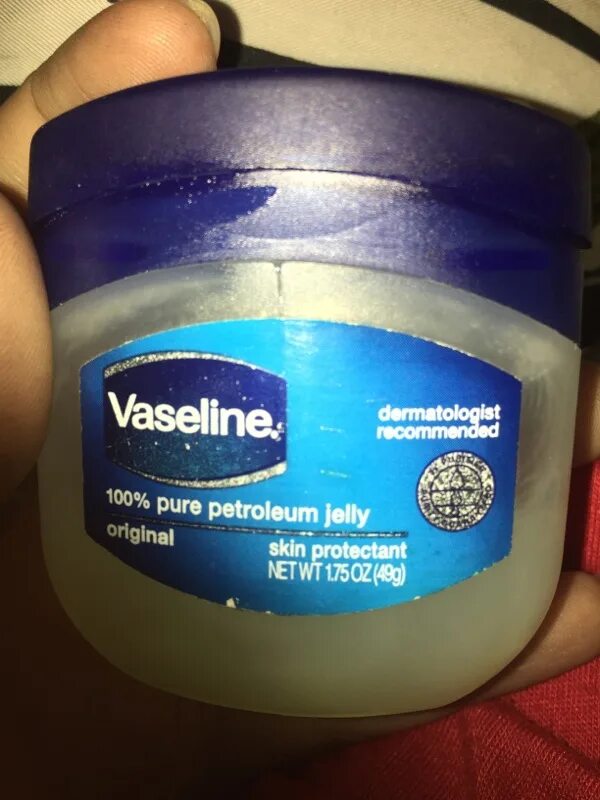 Vaseline.
dermatologist
recommended
100% pure petroleum jelly
original
skin protectant
NET WT 1.75 OZ (49g)